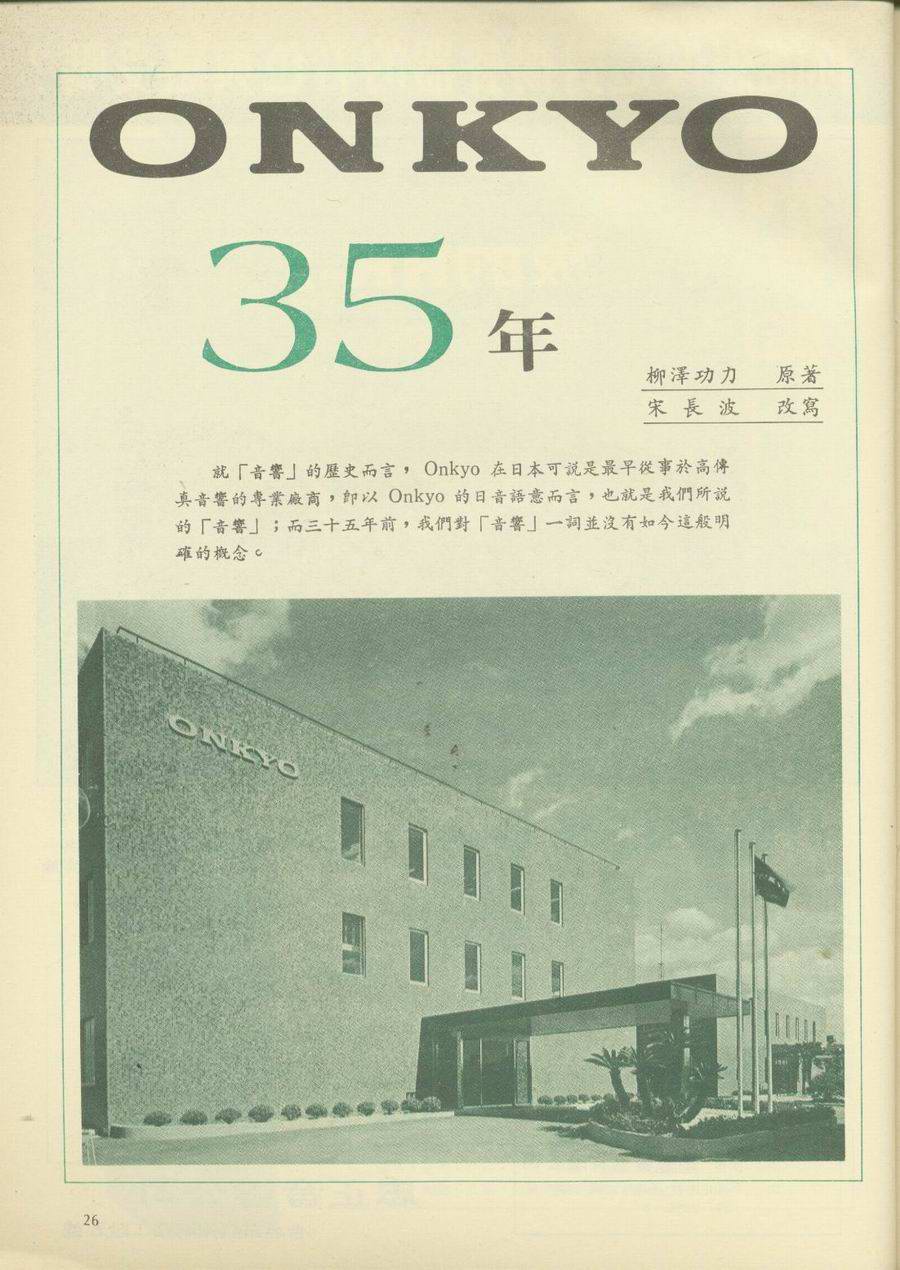 ONKYO
35年
柳澤功力 原著
宋長波 改寫
就「音響」的歷史而言，Onkyo 在日本可説是最早從事於高傳
真音響的專業廠商，即以 Onkyo 的日音語意而言，也就是我們所説
的「音響」；而三十五年前，我們對「音響」一詞並沒有如今這般明
確的概念。
ONKYO
26